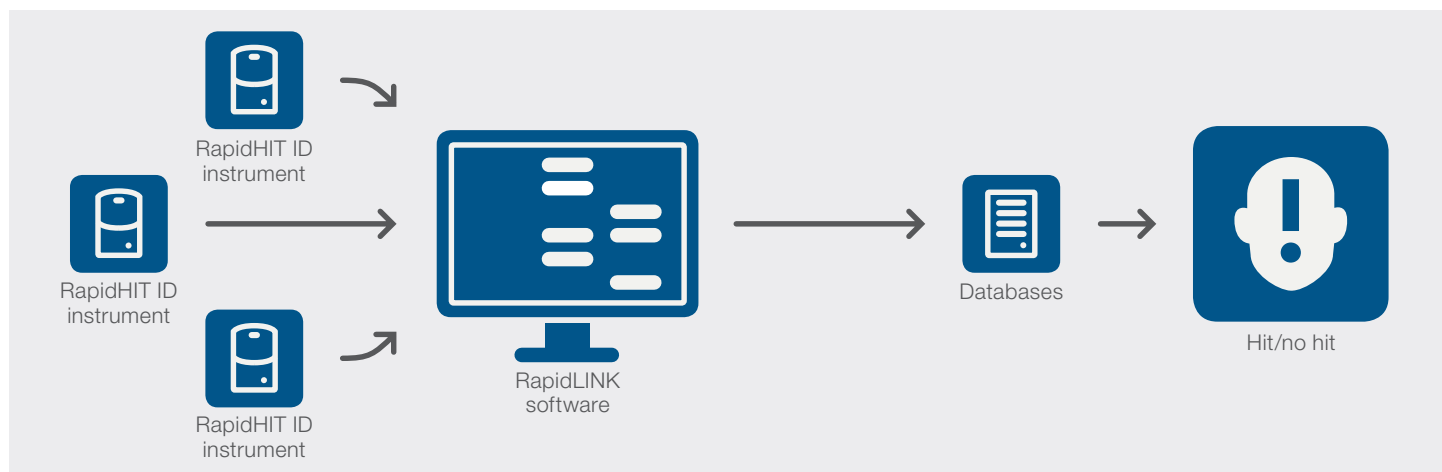 RapidHIT ID
instrument
RapidHIT ID
instrument
RapidHIT ID
instrument
RapidLINK
software
Databases
Hit/no hit